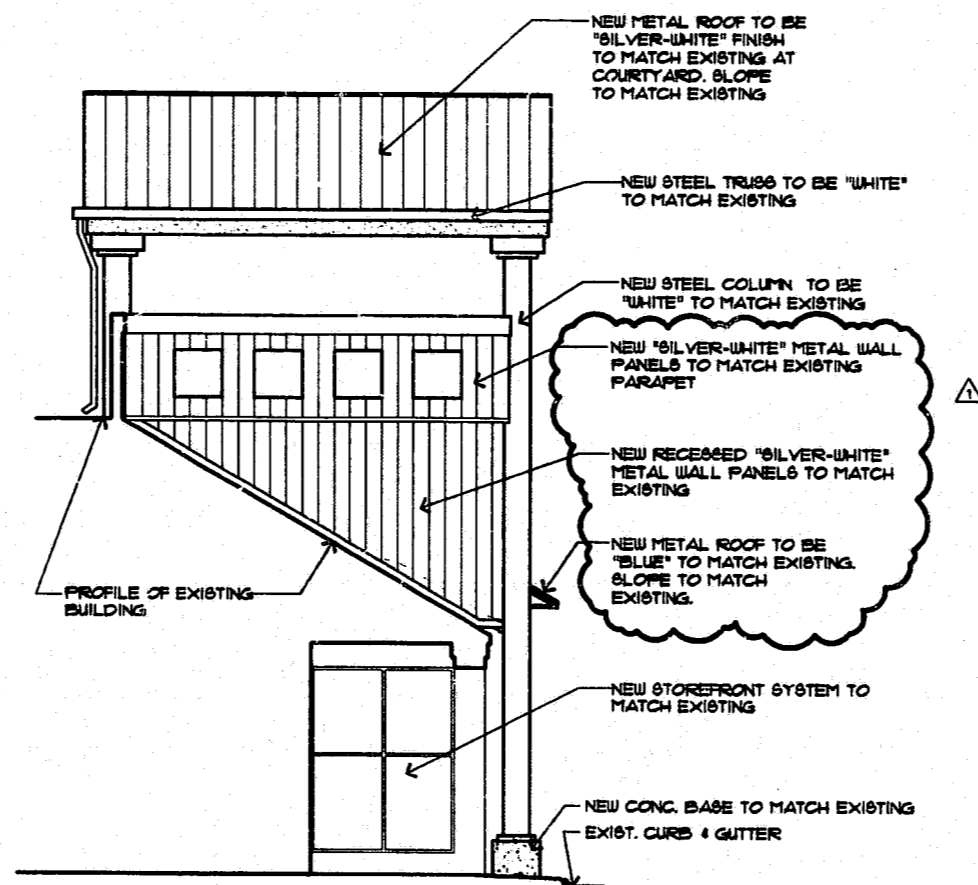 NEW METAL ROOF TO BE
"SILVER-WHITE" FINISH
TO MATCH EXISTING AT
COURTYARD. SLOPE
TO MATCH EXISTING
NEW STEEL TRUSS TO BE "WHITE"
TO MATCH EXISTING
NEW STEEL COLUMN TO BE
"WHITE" TO MATCH EXISTING
NEW "SILVER-WHITE" METAL WALL
PANELS TO MATCH EXISTING
PARAPET
1
NEW RECESSED "SILVER-WHITE"
METAL WALL PANELS TO MATCH
EXISTING
NEW METAL ROOF TO BE
"BLUE" TO MATCH EXISTING.
SLOPE TO MATCH
EXISTING.
PROFILE OF EXISTING
BUILDING
NEW STOREFRONT SYSTEM TO
MATCH EXISTING
NEW CONC. BASE TO MATCH EXISTING
EXIST. CURB & GUTTER